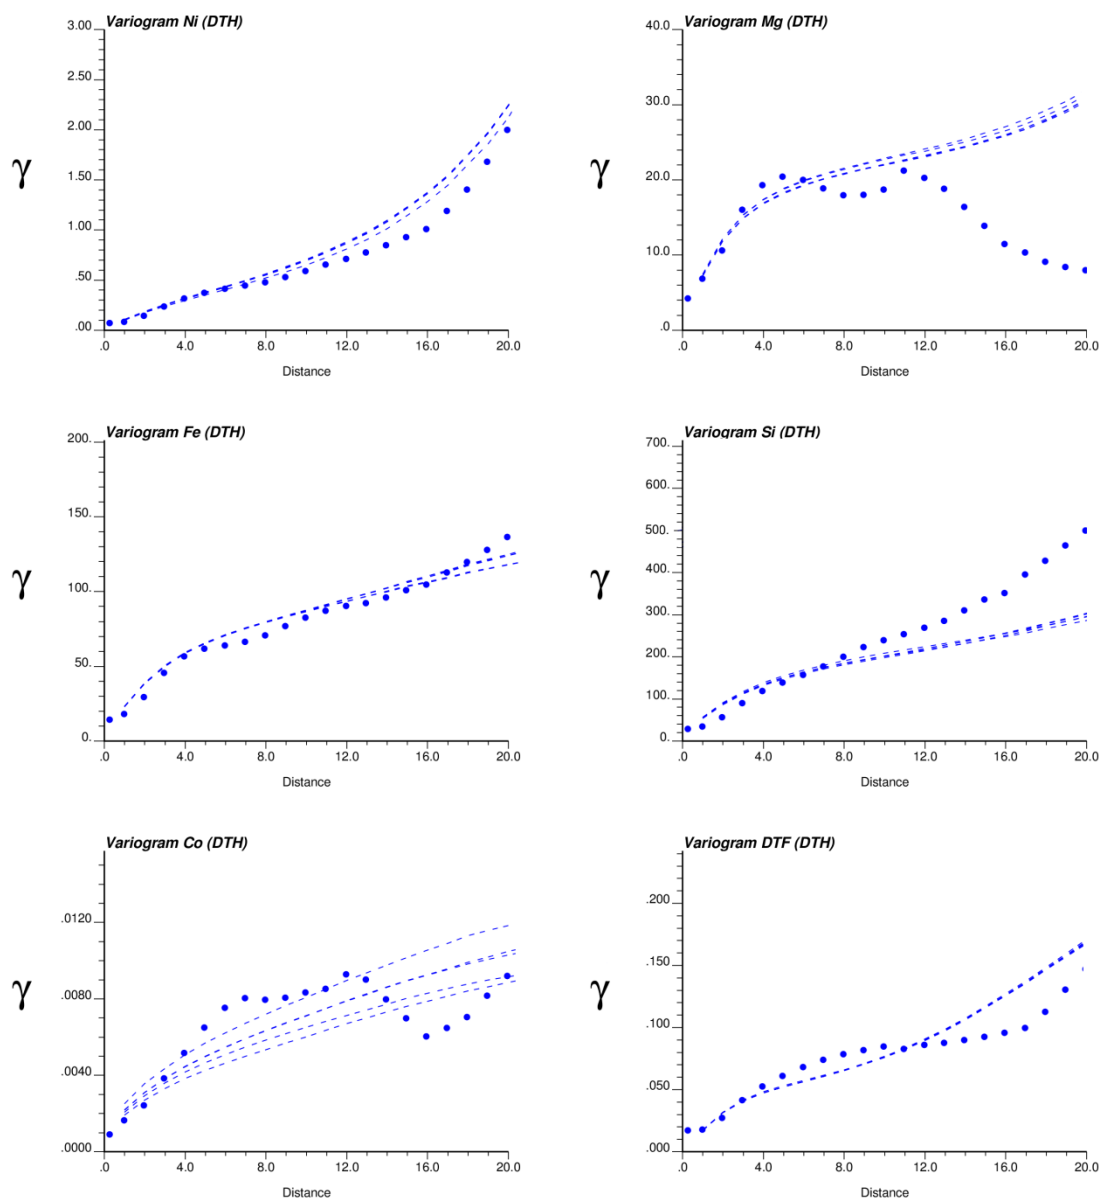 Variogram Ni (DTH)
3.00
2.50
2.00
γ
1.50
1.00
.50
.00
.0 4.0 8.0 12.0 16.0 20.0
Distance
Variogram Mg (DTH)
40.0
30.0
γ
20.0
10.0
.0
.0 4.0 8.0 12.0 16.0 20.0
Distance
Variogram Fe (DTH)
200.
150.
γ
100.
50.
0.
.0 4.0 8.0 12.0 16.0 20.0
Distance
Variogram Si (DTH)
700.
600.
500.
γ
400.
300.
200.
100.
0.
.0 4.0 8.0 12.0 16.0 20.0
Distance
Variogram Co (DTH)
.0120
γ
.0080
.0040
.0000
.0 4.0 8.0 12.0 16.0 20.0
Distance
Variogram DTF (DTH)
.200
.150
γ
.100
.050
.000
.0 4.0 8.0 12.0 16.0 20.0
Distance